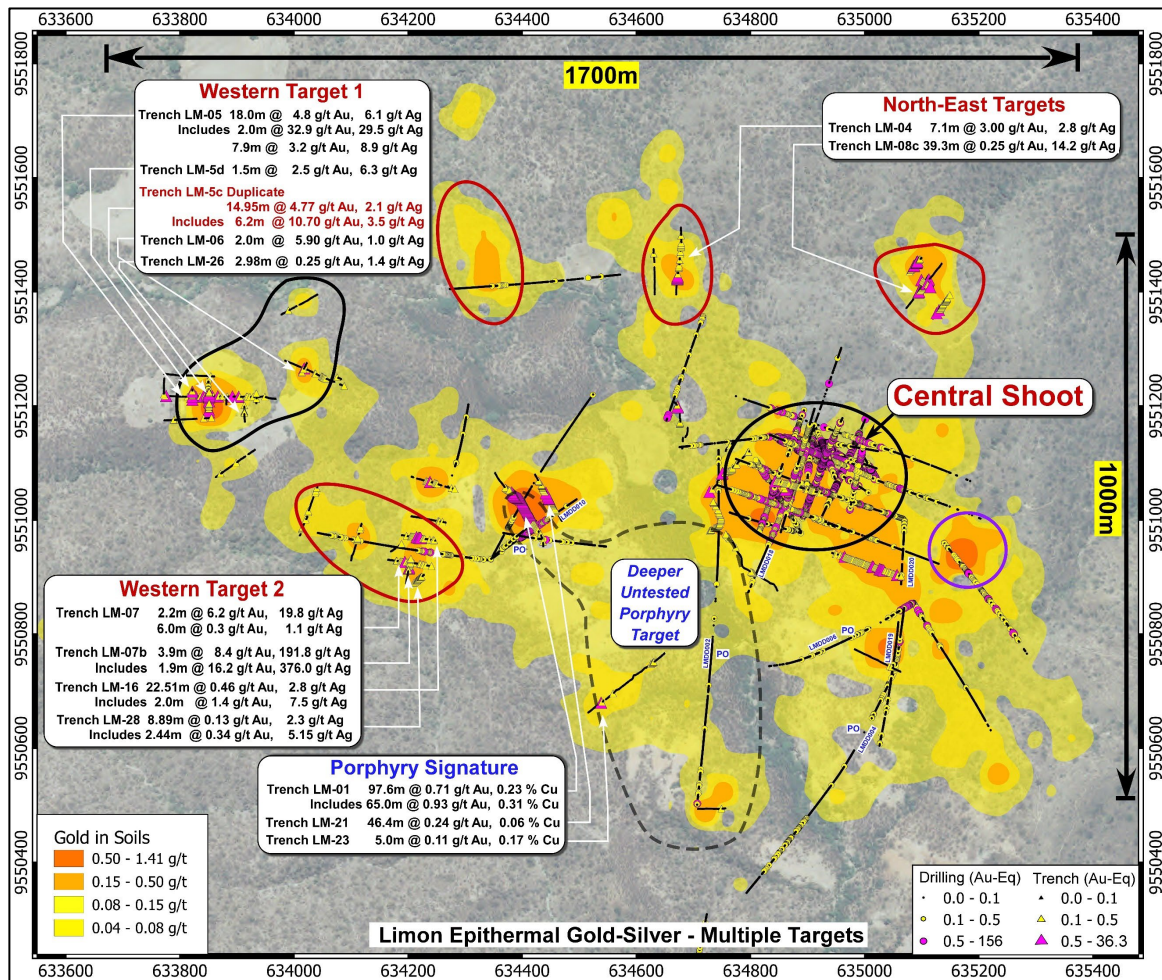 633600 633800 634000 634200 634400 634600 634800 635000 635200 635400
9551800
9551600
9551400
9551200
9551000
9550800
9550600
9550400
1700m
1000m
Western Target 1
Trench LM-05 18.0m @ 4.8 g/t Au, 6.1 g/t Ag
Includes 2.0m @ 32.9 g/t Au, 29.5 g/t Ag
7.9m @ 3.2 g/t Au, 8.9 g/t Ag
Trench LM-5d 1.5m @ 2.5 g/t Au, 6.3 g/t Ag
Trench LM-5c Duplicate
14.95m @ 4.77 g/t Au, 2.1 g/t Ag
Includes 6.2m @ 10.70 g/t Au, 3.5 g/t Ag
Trench LM-06 2.0m @ 5.90 g/t Au, 1.0 g/t Ag
Trench LM-26 2.98m @ 0.25 g/t Au, 1.4 g/t Ag
North-East Targets
Trench LM-04 7.1m @ 3.00 g/t Au, 2.8 g/t Ag
Trench LM-08c 39.3m @ 0.25 g/t Au, 14.2 g/t Ag
Central Shoot
LMDD010
PO
LMDD018
LMDD020
Deeper
Untested
Porphyry
Target
LMDD002
PO
LMDD006
PO
LMDD019
PO
LMDD004
Western Target 2
Trench LM-07 2.2m @ 6.2 g/t Au, 19.8 g/t Ag
6.0m @ 0.3 g/t Au, 1.1 g/t Ag
Trench LM-07b 3.9m @ 8.4 g/t Au, 191.8 g/t Ag
Includes 1.9m @ 16.2 g/t Au, 376.0 g/t Ag
Trench LM-16 22.51m @ 0.46 g/t Au, 2.8 g/t Ag
Includes 2.0m @ 1.4 g/t Au, 7.5 g/t Ag
Trench LM-28 8.89m @ 0.13 g/t Au, 2.3 g/t Ag
Includes 2.44m @ 0.34 g/t Au, 5.15 g/t Ag
Porphyry Signature
Trench LM-01 97.6m @ 0.71 g/t Au, 0.23 % Cu
Includes 65.0m @ 0.93 g/t Au, 0.31 % Cu
Trench LM-21 46.4m @ 0.24 g/t Au, 0.06 % Cu
Trench LM-23 5.0m @ 0.11 g/t Au, 0.17 % Cu
Gold in Soils
0.50 - 1.41 g/t
0.15 - 0.50 g/t
0.08 - 0.15 g/t
0.04 - 0.08 g/t
Drilling (Au-Eq) Trench (Au-Eq)
0.0 - 0.1 0.0 - 0.1
0.1 - 0.5 0.1 - 0.5
0.5 - 156 0.5 - 36.3
Limon Epithermal Gold-Silver - Multiple Targets
633600 633800 634000 634200 634400 634600 634800 635000 635200 635400
9551800
9551600
9551400
9551200
9551000
9550800
9550600
9550400